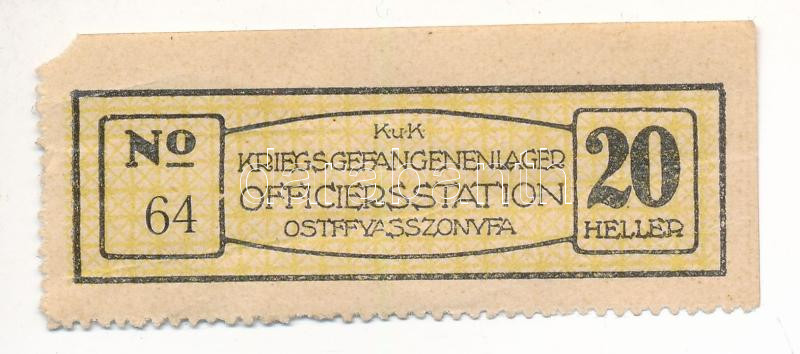 No
64
K.u.K
KRIEGSGEFANGENENLAGER
OFFICIERSSTATION
OSTFFYASSZONYFA
20
HELLER